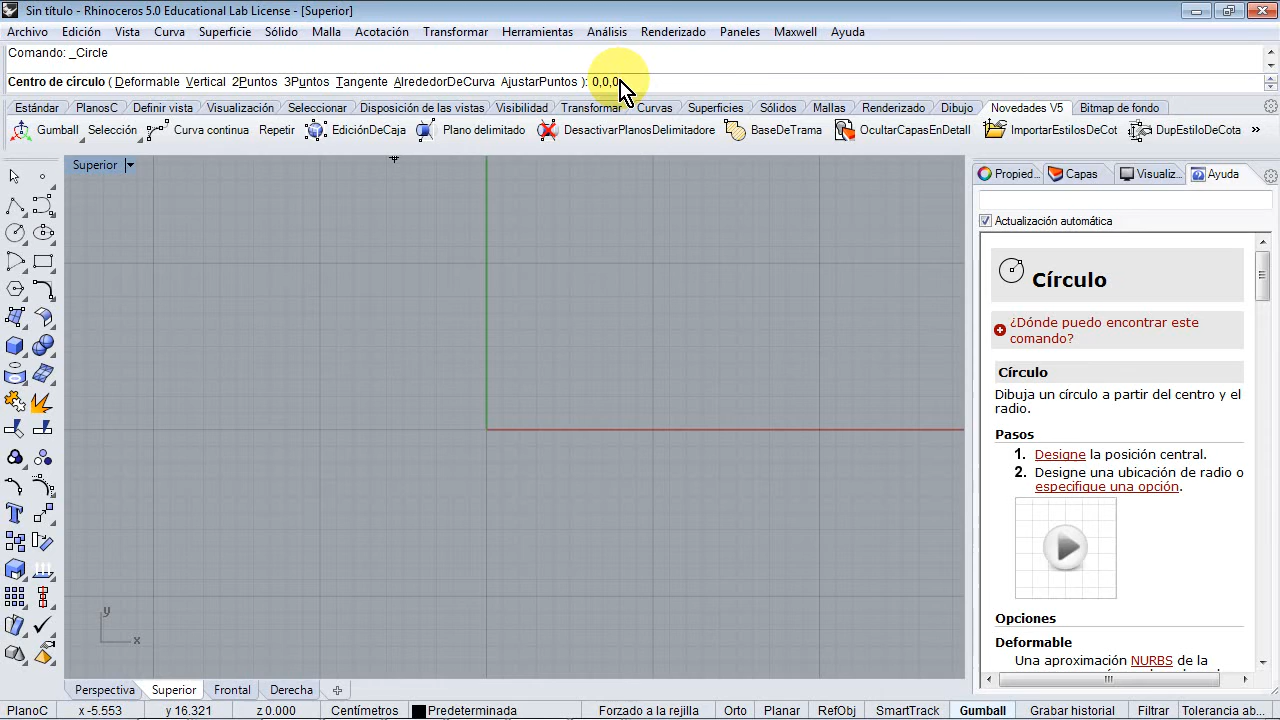 Sin título - Rhinoceros 5.0 Educational Lab License - [Superior]
Archivo Edición Vista Curva Superficie Sólido Malla Acotación Transformar Herramientas Análisis Renderizado Paneles Maxwell Ayuda
Comando: _Circle
Centro de círculo ( Deformable Vertical 2Puntos 3Puntos Tangente AlrededorDeCurva AjustarPuntos ): 0,0,0
Estándar PlanosC Definir vista Visualización Seleccionar Disposición de las vistas Visibilidad Transformar Curvas Superficies Sólidos Mallas Renderizado Dibujo Novedades V5 Bitmap de fondo
Gumball Selección Curva continua Repetir EdiciónDeCaja Plano delimitado DesactivarPlanosDelimitadores BaseDeTrama OcultarCapasEnDetall ImportarEstilosDeCot DupEstiloDeCota »
Superior
Propied... Capas Visualiz... Ayuda
Actualización automática
Círculo
¿Dónde puedo encontrar este
comando?
Círculo
Dibuja un círculo a partir del centro y el
radio.
Pasos
1. Designe la posición central.
2. Designe una ubicación de radio o
especifique una opción.
Opciones
Deformable
Una aproximación NURBS de la
y
x
Perspectiva Superior Frontal Derecha
PlanoC x -5.553 y 16.321 z 0.000 Centímetros Predeterminada Forzado a la rejilla Orto Planar RefObj SmartTrack Gumball Grabar historial Filtrar Tolerancia ab...